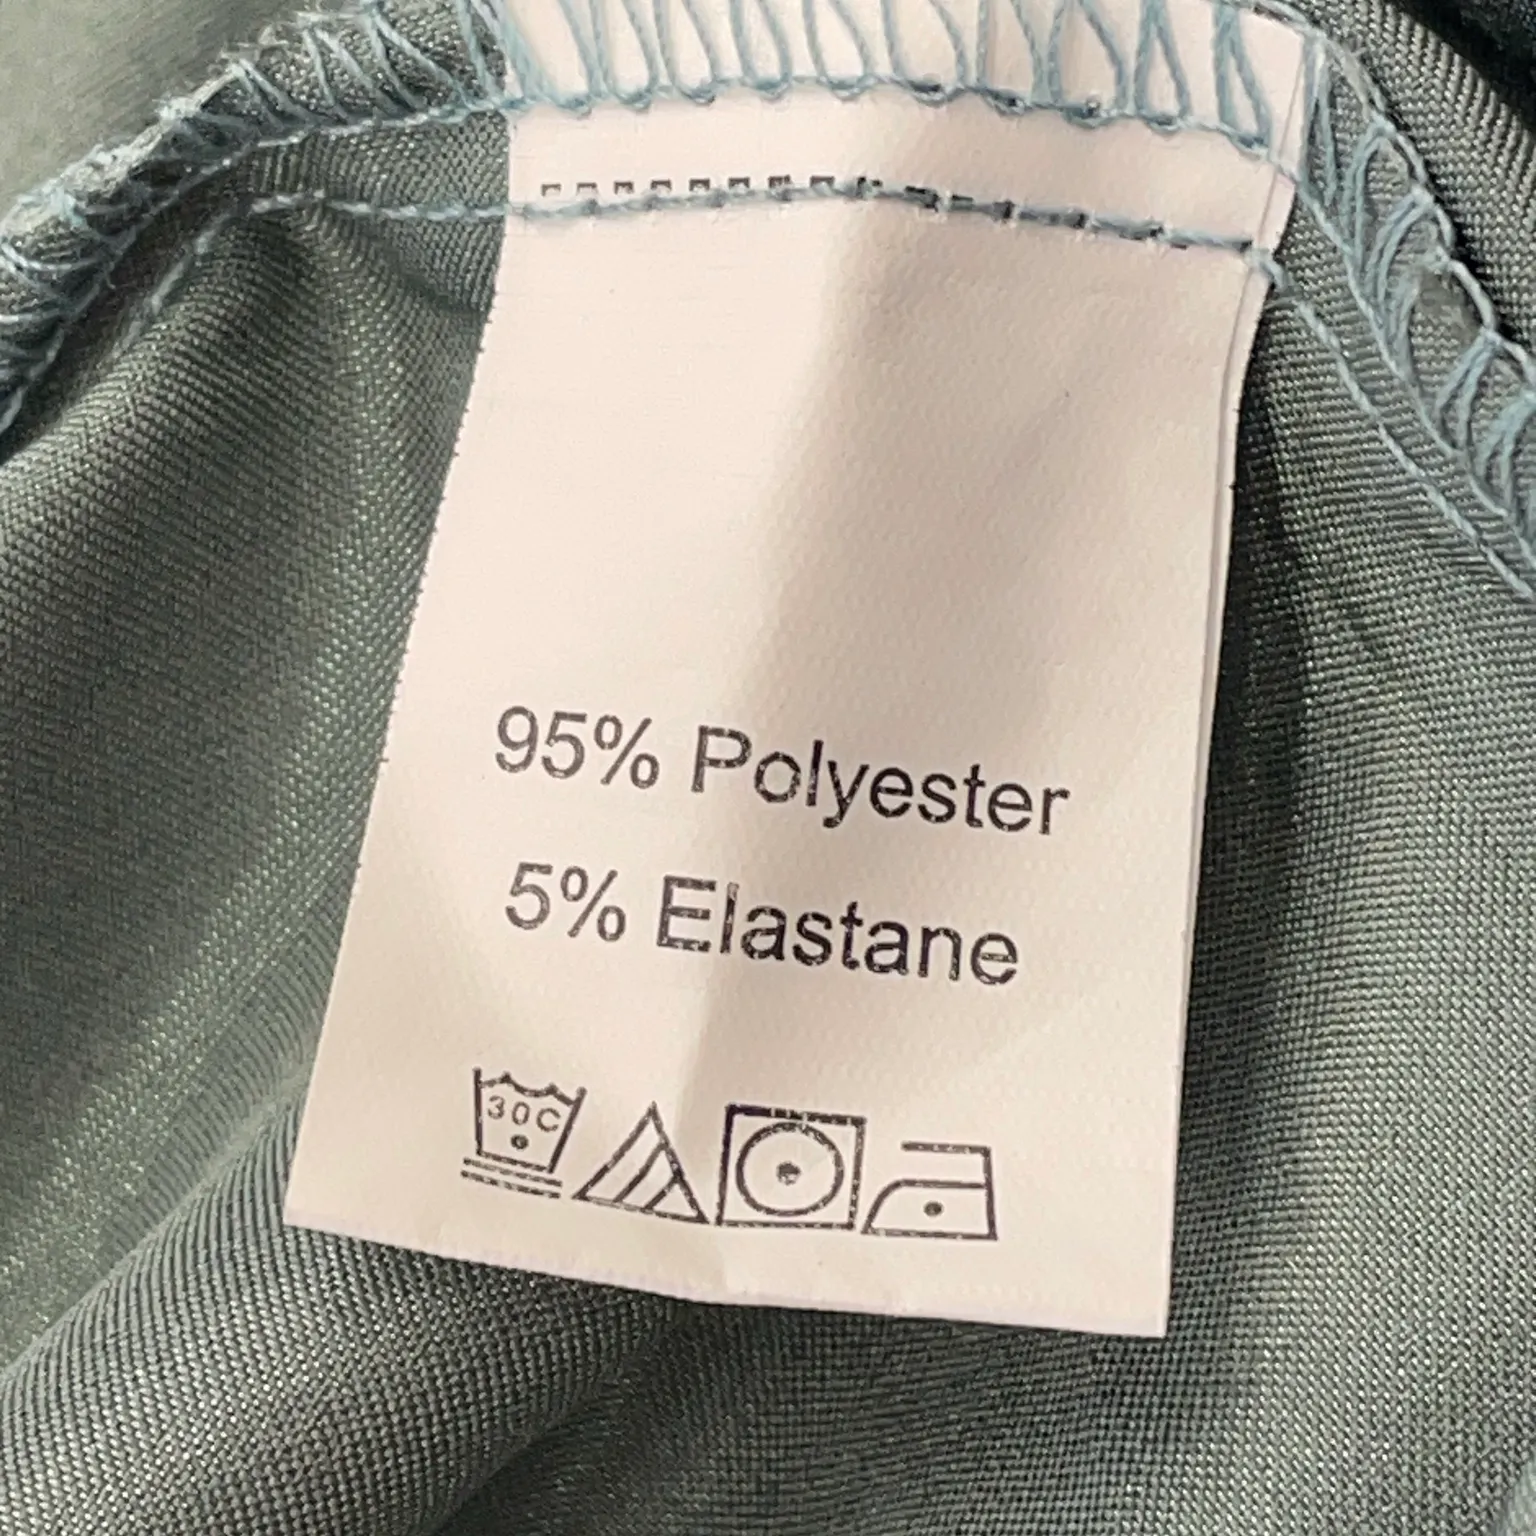 95% Polyester
5% Elastane
30C